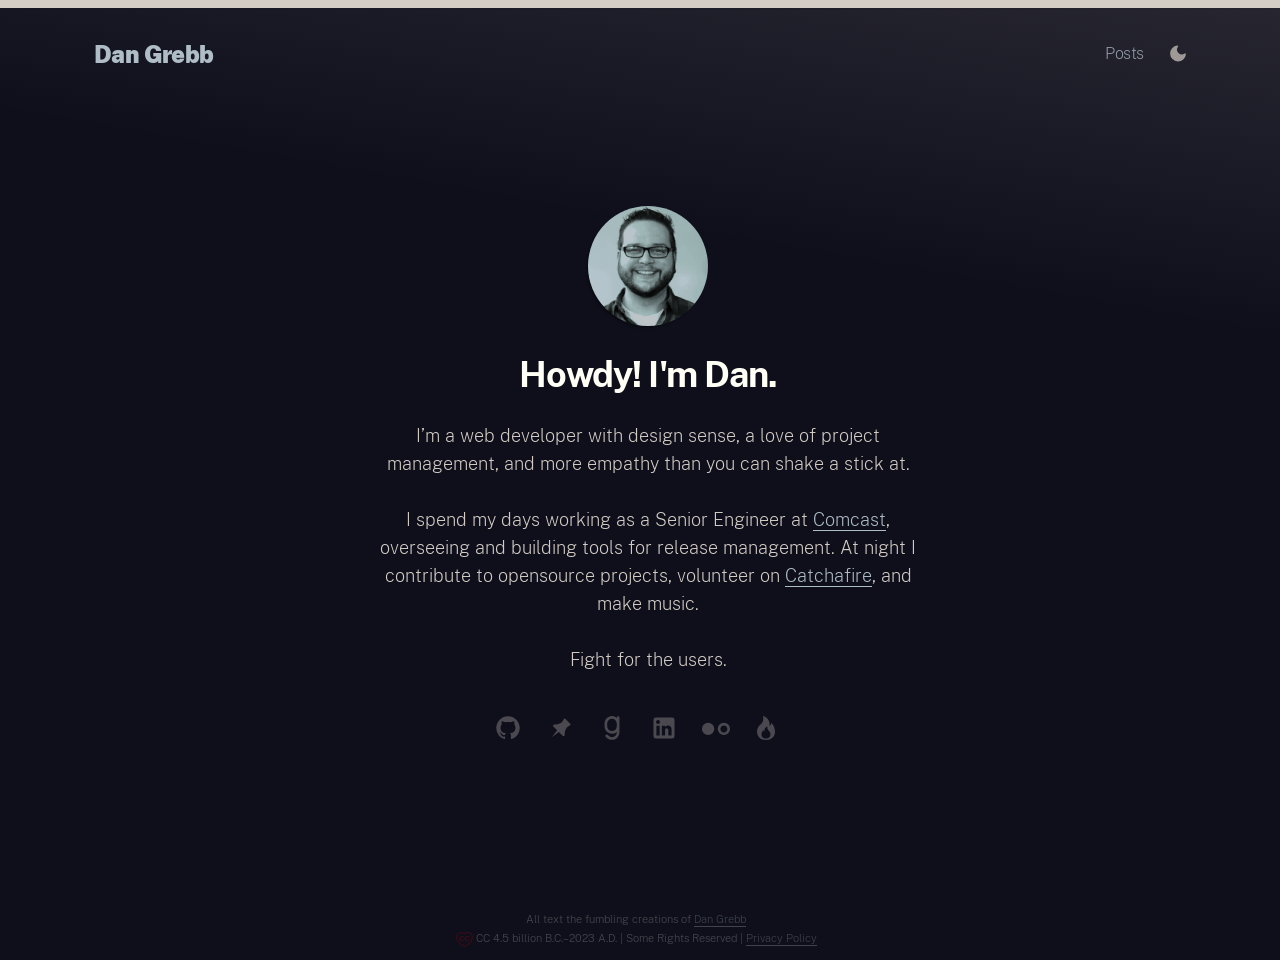 Dan Grebb
Posts
Howdy! I'm Dan.
I’m a web developer with design sense, a love of project
management, and more empathy than you can shake a stick at.
I spend my days working as a Senior Engineer at Comcast,
overseeing and building tools for release management. At night I
contribute to opensource projects, volunteer on Catchafire, and
make music.
Fight for the users.
All text the fumbling creations of Dan Grebb
CC 4.5 billion B.C.–2023 A.D. | Some Rights Reserved | Privacy Policy